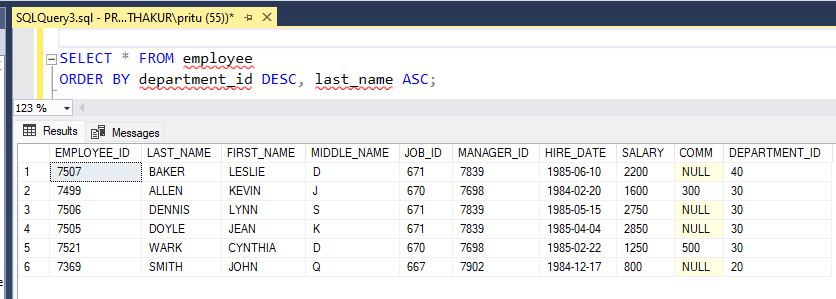 SQLQuery3.sql - PR...THAKUR\pritu (55))*
SELECT * FROM employee
ORDER BY department_id DESC, last_name ASC;
123 %
Results Messages
EMPLOYEE_ID LAST_NAME FIRST_NAME MIDDLE_NAME JOB_ID MANAGER_ID HIRE_DATE SALARY COMM DEPARTMENT_ID
1 7507 BAKER LESLIE D 671 7839 1985-06-10 2200 NULL 40
2 7499 ALLEN KEVIN J 670 7698 1984-02-20 1600 300 30
3 7506 DENNIS LYNN S 671 7839 1985-05-15 2750 NULL 30
4 7505 DOYLE JEAN K 671 7839 1985-04-04 2850 NULL 30
5 7521 WARK CYNTHIA D 670 7698 1985-02-22 1250 500 30
6 7369 SMITH JOHN Q 667 7902 1984-12-17 800 NULL 20